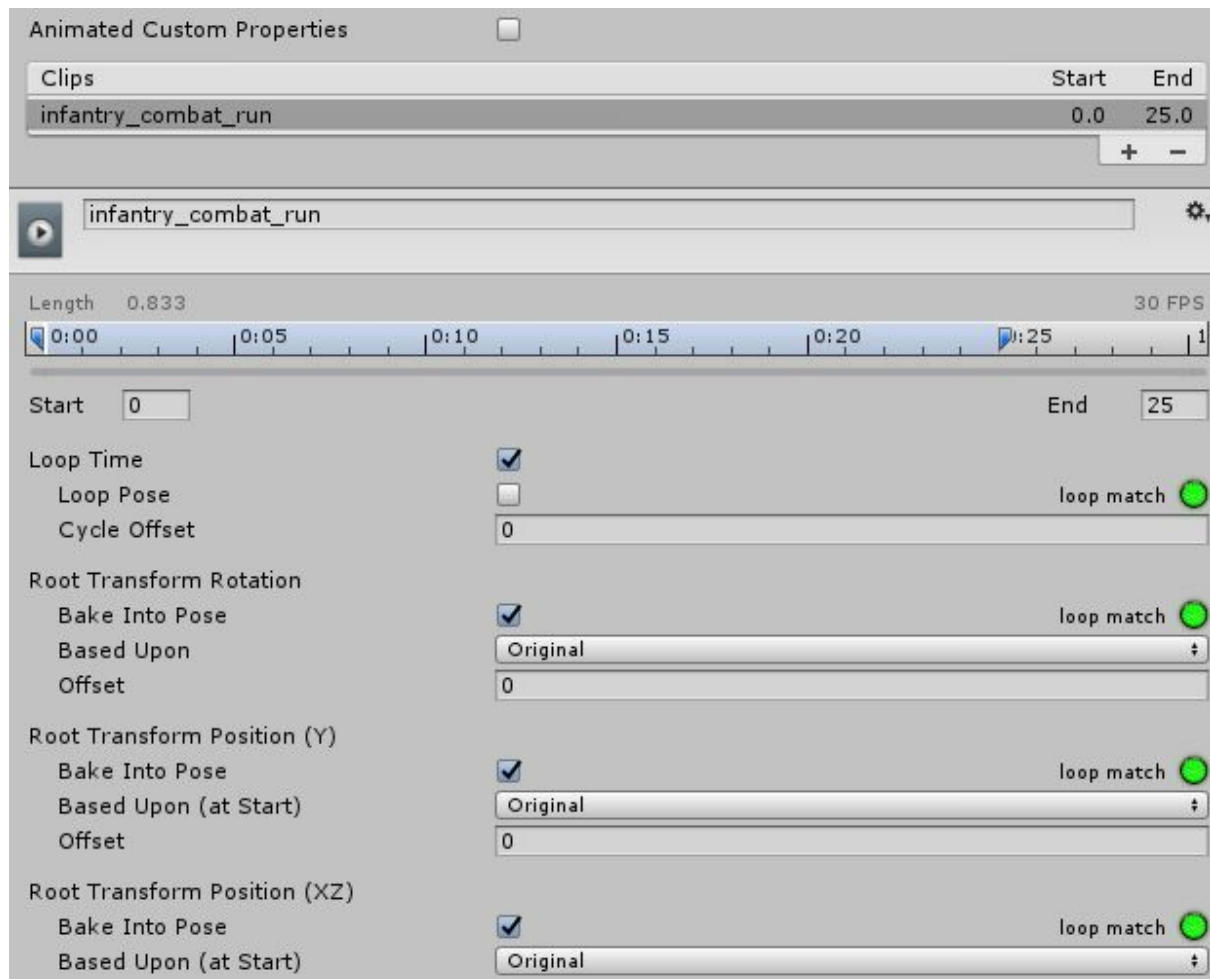 Animated Custom Properties
Clips Start End
infantry_combat_run 0.0 25.0
+ −
infantry_combat_run
Length 0.833 30 FPS
0:00 0:05 0:10 0:15 0:20 0:25 1
Start 0 End 25
Loop Time
Loop Pose loop match
Cycle Offset 0
Root Transform Rotation
Bake Into Pose loop match
Based Upon Original
Offset 0
Root Transform Position (Y)
Bake Into Pose loop match
Based Upon (at Start) Original
Offset 0
Root Transform Position (XZ)
Bake Into Pose loop match
Based Upon (at Start) Original